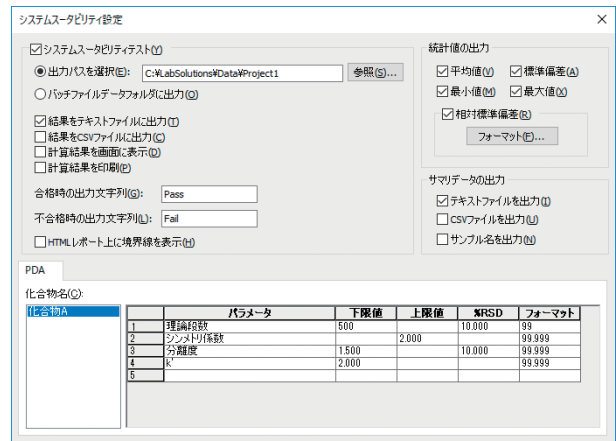 システムスータビリティ設定
システムスータビリティテスト(Y)
出力パスを選択(E): C:¥LabSolutions¥Data¥Project1 参照(S)...
バッチファイルデータフォルダに出力(O)
結果をテキストファイルに出力(T)
結果をCSVファイルに出力(C)
計算結果を画面に表示(D)
計算結果を印刷(P)
合格時の出力文字列(G): Pass
不合格時の出力文字列(L): Fail
HTMLレポート上に境界線を表示(H)
統計値の出力
平均値(V) 標準偏差(A)
最小値(M) 最大値(X)
相対標準偏差(R)
フォーマット(F)...
サマリデータの出力
テキストファイルを出力(I)
CSVファイルを出力(U)
サンプル名を出力(N)
PDA
化合物名(C):
化合物A
パラメータ 下限値 上限値 %RSD フォーマット
1 理論段数 500 10.000 99
2 シンメトリ係数 2.000 99.999
3 分離度 1.500 10.000 99.999
4 k' 2.000 99.999
5